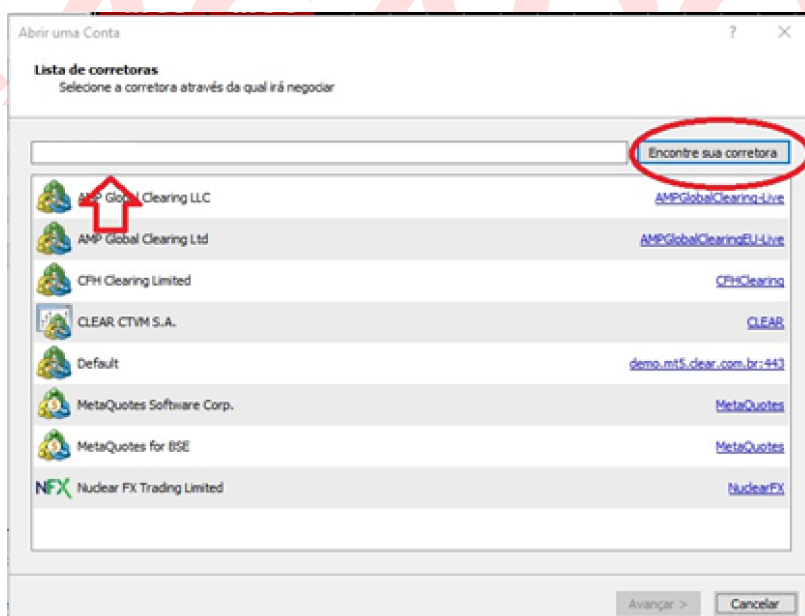 Abrir uma Conta
?
Lista de corretoras
Selecione a corretora através da qual irá negociar
Encontre sua corretora
AMP Global Clearing LLC AMPGlobalClearing-Live
AMP Global Clearing Ltd AMPGlobalClearingEU-Live
CFH Clearing Limited CFHClearing
CLEAR CTVM S.A. CLEAR
Default demo.mt5.clear.com.br:443
MetaQuotes Software Corp. MetaQuotes
MetaQuotes for BSE MetaQuotes
NFX Nuclear FX Trading Limited NuclearFX
Avançar > Cancelar